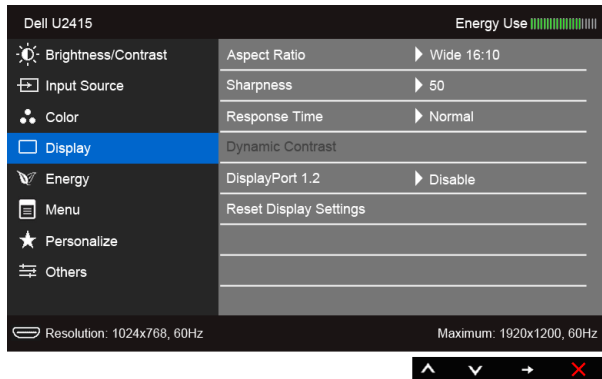 Dell U2415 Energy Use
Brightness/Contrast Aspect Ratio Wide 16:10
Input Source Sharpness 50
Color Response Time Normal
Display Dynamic Contrast
Energy DisplayPort 1.2 Disable
Menu Reset Display Settings
Personalize
Others
Resolution: 1024x768, 60Hz Maximum: 1920x1200, 60Hz